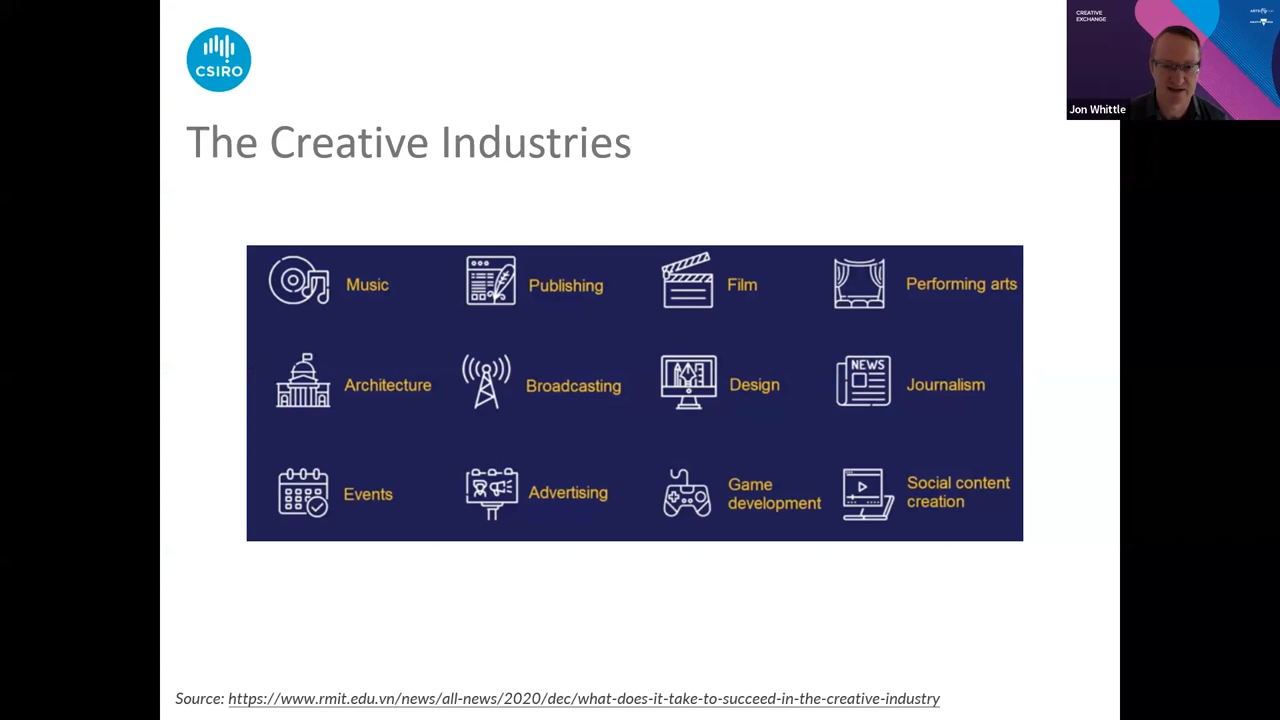 CSIRO
CREATIVE
EXCHANGE
Jon Whittle
The Creative Industries
Music
Publishing
Film
Performing arts
Architecture
Broadcasting
Design
NEWS
Journalism
Events
Advertising
Game
development
Social content
creation
Source: https://www.rmit.edu.vn/news/all-news/2020/dec/what-does-it-take-to-succeed-in-the-creative-industry